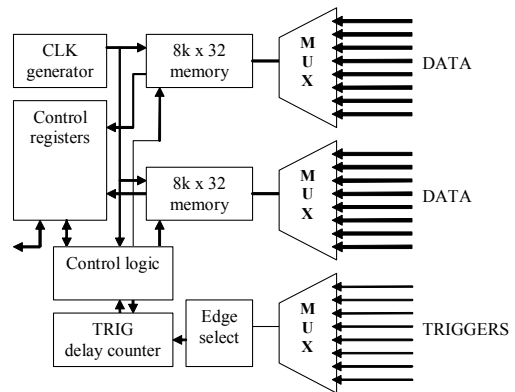 CLK
generator
8k x 32
memory
M
U
X
DATA
Control
registers
8k x 32
memory
M
U
X
DATA
Control logic
TRIG
delay counter
Edge
select
M
U
X
TRIGGERS